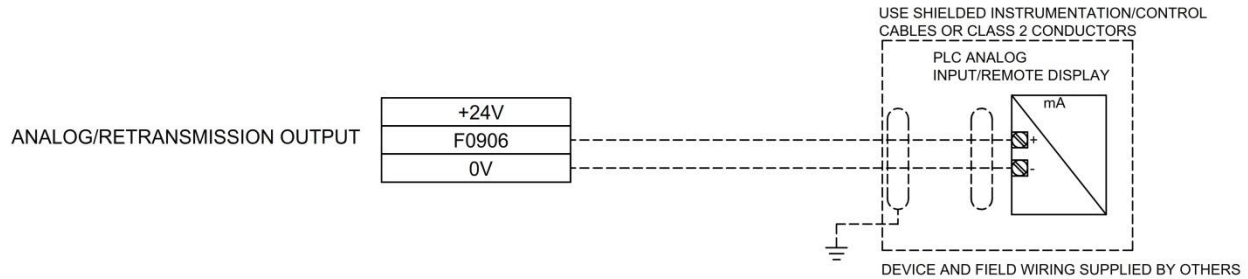 USE SHIELDED INSTRUMENTATION/CONTROL
CABLES OR CLASS 2 CONDUCTORS
PLC ANALOG
INPUT/REMOTE DISPLAY
mA
ANALOG/RETRANSMISSION OUTPUT
+24V
F0906
0V
+
-
DEVICE AND FIELD WIRING SUPPLIED BY OTHERS